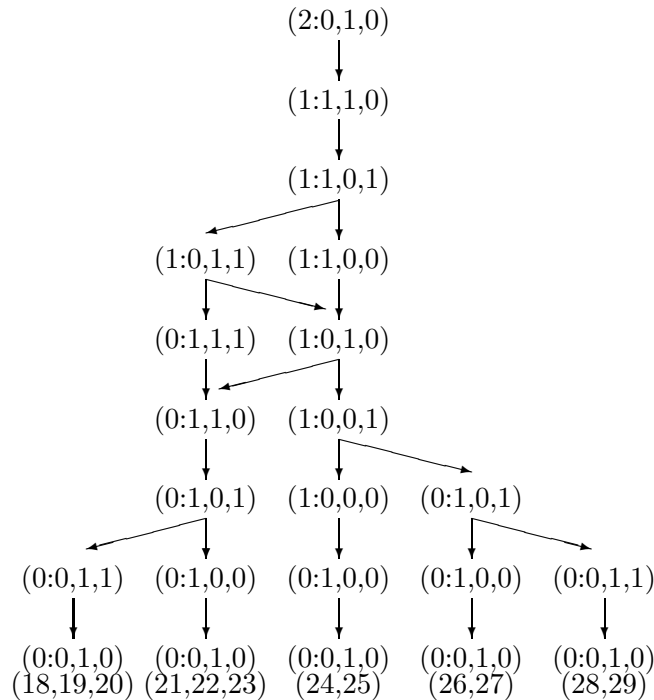 (2:0,1,0)
(1:1,1,0)
(1:1,0,1)
(1:0,1,1) (1:1,0,0)
(0:1,1,1) (1:0,1,0)
(0:1,1,0) (1:0,0,1)
(0:1,0,1) (1:0,0,0) (0:1,0,1)
(0:0,1,1) (0:1,0,0) (0:1,0,0) (0:1,0,0) (0:0,1,1)
(0:0,1,0) (0:0,1,0) (0:0,1,0) (0:0,1,0) (0:0,1,0)
(18,19,20) (21,22,23) (24,25) (26,27) (28,29)